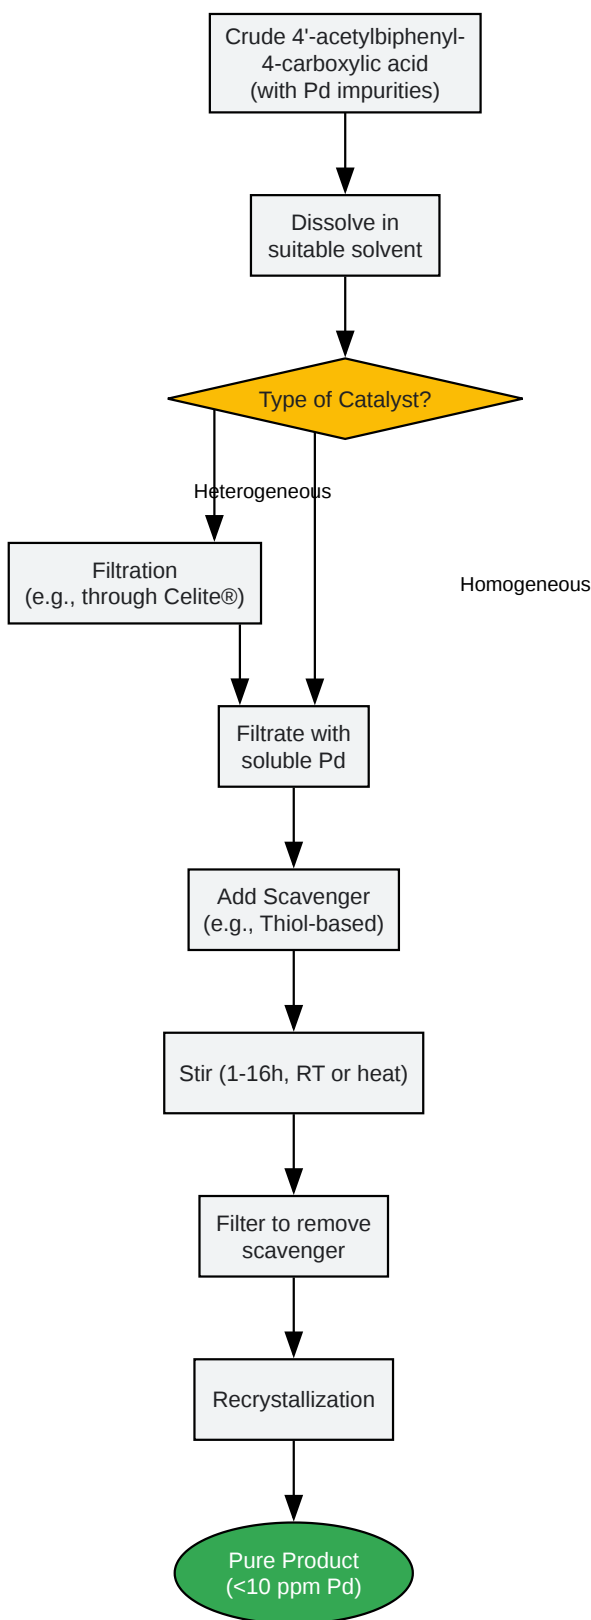 Crude 4'-acetylbiphenyl-
4-carboxylic acid
(with Pd impurities)
Dissolve in
suitable solvent
Type of Catalyst?
Heterogeneous
Filtration
(e.g., through Celite®)
Homogeneous
Filtrate with
soluble Pd
Add Scavenger
(e.g., Thiol-based)
Stir (1-16h, RT or heat)
Filter to remove
scavenger
Recrystallization
Pure Product
(<10 ppm Pd)